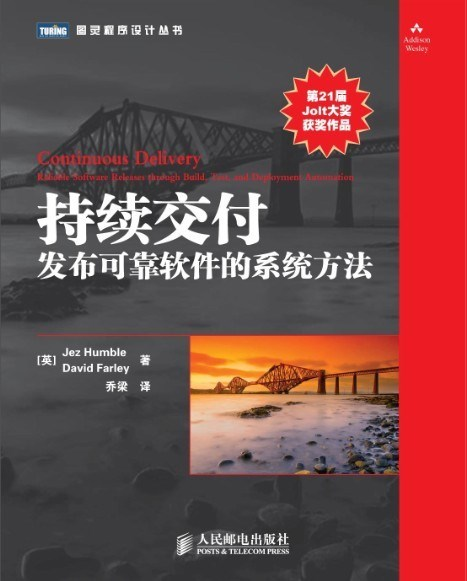 TURING
图灵程序设计丛书
Addison
Wesley
第21届
Jolt大奖
获奖作品
Continuous Delivery
Reliable Software Releases through Build, Test, and Deployment Automation
持续交付
发布可靠软件的系统方法
[英] Jez Humble
David Farley 著
乔梁 译
人民邮电出版社
POSTS & TELECOM PRESS